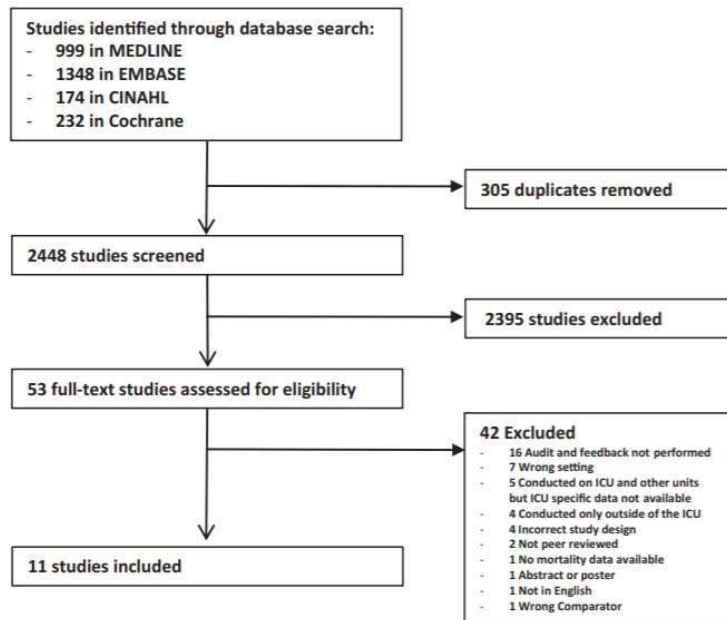 Studies identified through database search:
- 999 in MEDLINE
- 1348 in EMBASE
- 174 in CINAHL
- 232 in Cochrane
305 duplicates removed
2448 studies screened
2395 studies excluded
53 full-text studies assessed for eligibility
42 Excluded
- 16 Audit and feedback not performed
- 7 Wrong setting
- 5 Conducted on ICU and other units
but ICU specific data not available
- 4 Conducted only outside of the ICU
- 4 Incorrect study design
- 2 Not peer reviewed
- 1 No mortality data available
- 1 Abstract or poster
- 1 Not in English
- 1 Wrong Comparator
11 studies included